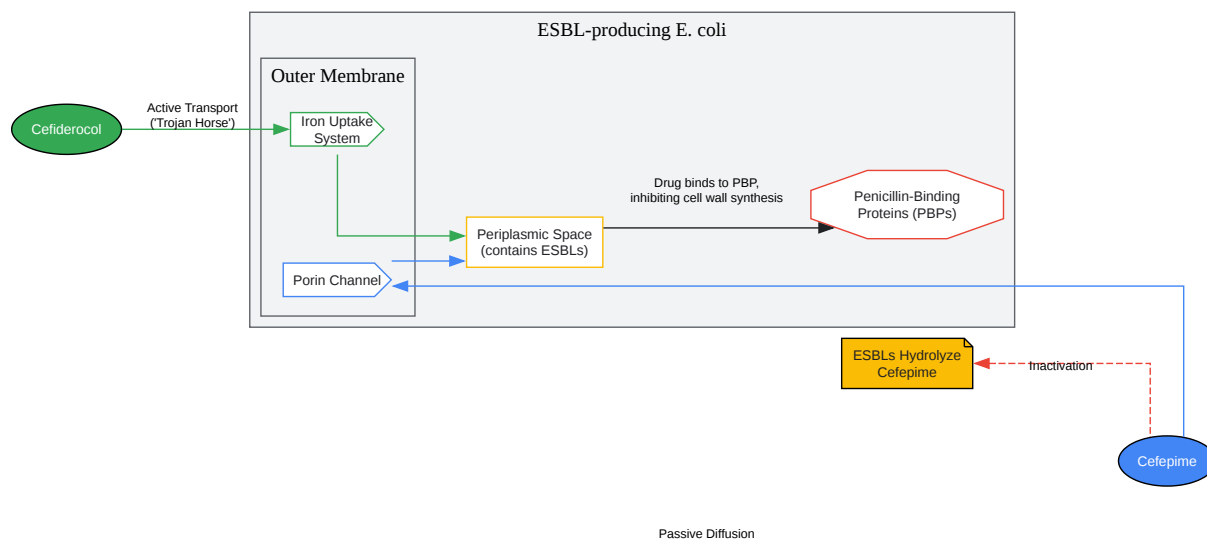 ESBL-producing E. coli
Outer Membrane
Active Transport
('Trojan Horse')
Cefiderocol
Iron Uptake
System
Drug binds to PBP,
inhibiting cell wall synthesis
Penicillin-Binding
Proteins (PBPs)
Periplasmic Space
(contains ESBLs)
Porin Channel
ESBLs Hydrolyze
Cefepime
Inactivation
Cefepime
Passive Diffusion